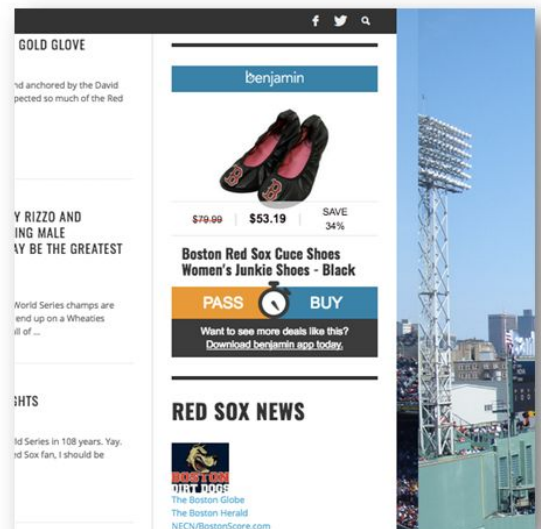 GOLD GLOVE
nd anchored by the David
pected so much of the Red
Y RIZZO AND
ING MALE
AY BE THE GREATEST
World Series champs are
end up on a Wheaties
ll of ...
GHTS
ld Series in 108 years. Yay.
ed Sox fan, I should be
benjamin
B B
$79.99 $53.19 SAVE
34%
Boston Red Sox Cuce Shoes
Women's Junkie Shoes - Black
PASS BUY
Want to see more deals like this?
Download benjamin app today.
RED SOX NEWS
BOSTON
DIRT DOGS
The Boston Globe
The Boston Herald
NECN/BostonScore.com